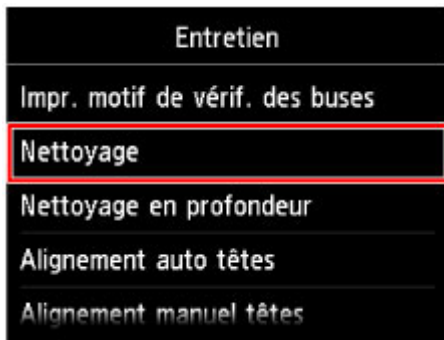 Entretien
Impr. motif de vérif. des buses
Nettoyage
Nettoyage en profondeur
Alignement auto têtes
Alignement manuel têtes